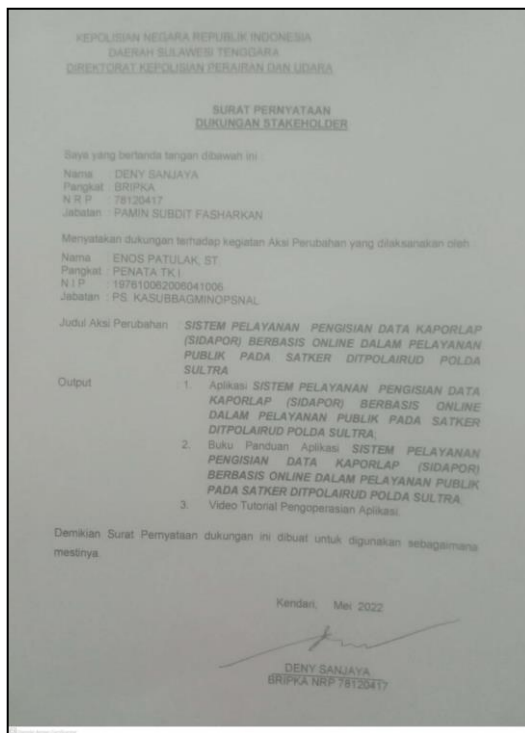 KEPOLISIAN NEGARA REPUBLIK INDONESIA
DAERAH SULAWESI TENGGARA
DIREKTORAT KEPOLISIAN PERAIRAN DAN UDARA
SURAT PERNYATAAN
DUKUNGAN STAKEHOLDER
Saya yang bertanda tangan dibawah ini :
Nama : DENY SANJAYA
Pangkat : BRIPKA
N R P : 78120417
Jabatan : PAMIN SUBDIT FASHARKAN
Menyatakan dukungan terhadap kegiatan Aksi Perubahan yang dilaksanakan oleh
Nama : ENOS PATULAK, ST.
Pangkat : PENATA TK I
N I P : 197610062006041006
Jabatan : PS. KASUBBAGMINOPSNAL
Judul Aksi Perubahan : SISTEM PELAYANAN PENGISIAN DATA KAPORLAP
(SIDAPOR) BERBASIS ONLINE DALAM PELAYANAN
PUBLIK PADA SATKER DITPOLAIRUD POLDA
SULTRA
Output : 1. Aplikasi SISTEM PELAYANAN PENGISIAN DATA
KAPORLAP (SIDAPOR) BERBASIS ONLINE
DALAM PELAYANAN PUBLIK PADA SATKER
DITPOLAIRUD POLDA SULTRA;
2. Buku Panduan Aplikasi SISTEM PELAYANAN
PENGISIAN DATA KAPORLAP (SIDAPOR)
BERBASIS ONLINE DALAM PELAYANAN PUBLIK
PADA SATKER DITPOLAIRUD POLDA SULTRA;
3. Video Tutorial Pengoperasian Aplikasi.
Demikian Surat Pernyataan dukungan ini dibuat untuk digunakan sebagaimana
mestinya.
Kendari, Mei 2022
DENY SANJAYA
BRIPKA NRP 78120417